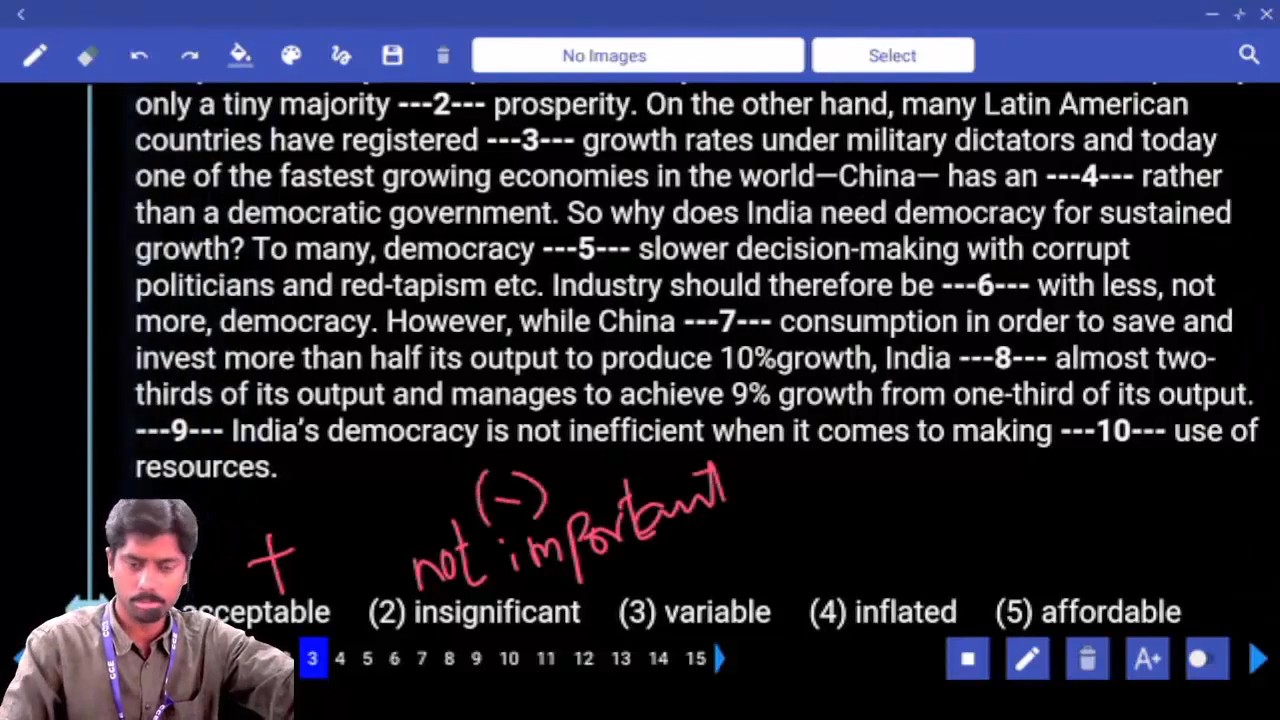 No Images
Select
only a tiny majority ---2--- prosperity. On the other hand, many Latin American
countries have registered ---3--- growth rates under military dictators and today
one of the fastest growing economies in the world—China— has an ---4--- rather
than a democratic government. So why does India need democracy for sustained
growth? To many, democracy ---5--- slower decision-making with corrupt
politicians and red-tapism etc. Industry should therefore be ---6--- with less, not
more, democracy. However, while China ---7--- consumption in order to save and
invest more than half its output to produce 10%growth, India ---8--- almost two-
thirds of its output and manages to achieve 9% growth from one-third of its output.
---9--- India's democracy is not inefficient when it comes to making ---10--- use of
resources.
(-)
+ not important
acceptable (2) insignificant (3) variable (4) inflated (5) affordable
3 4 5 6 7 8 9 10 11 12 13 14 15
A+
CCE